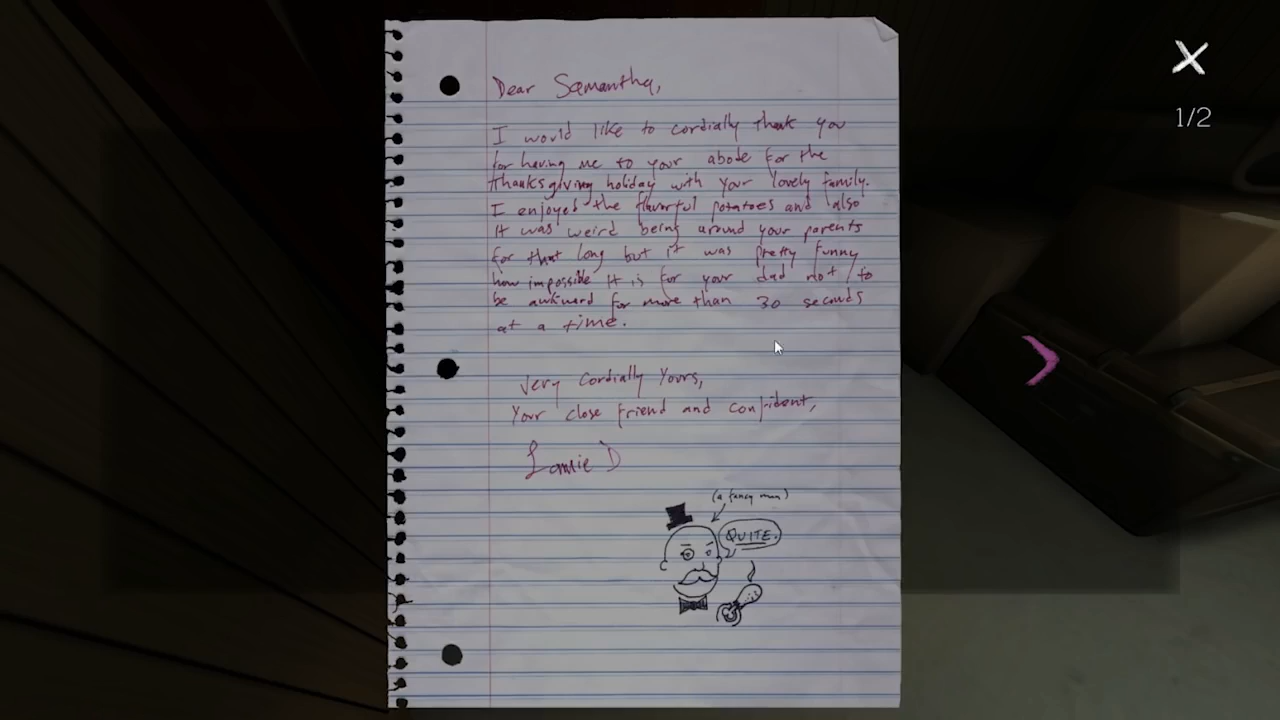 1/2
Dear Samantha,
I would like to cordially thank you
for having me to your abode for the
thanksgiving holiday with your lovely family.
I enjoyed the flavorful potatoes and also
it was weird being around your parents
for that long but it was pretty funny
how impossible it is for your dad not to
be awkward for more than 30 seconds
at a time.
Very Cordially Yours,
Your close friend and confident,
Lonnie D
(a fancy man)
QUITE.